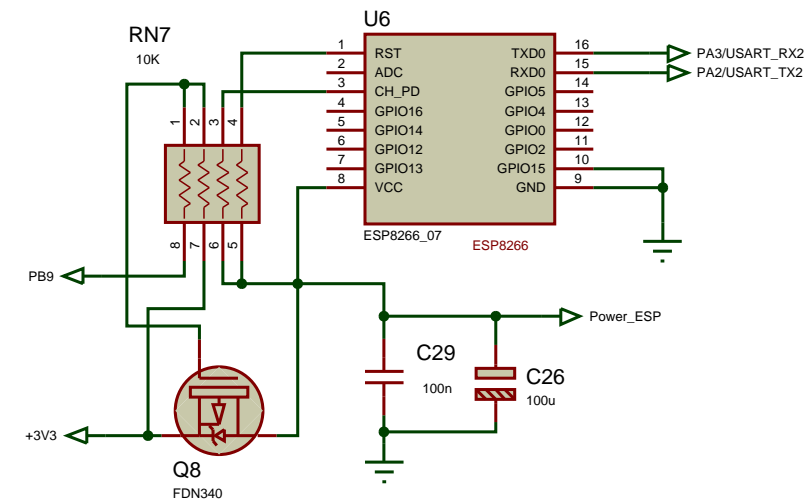 RN7
10K
1
2
3
4
8
7
6
5
PB9
+3V3
Q8
FDN340
U6
1 RST
2 ADC
3 CH_PD
4 GPIO16
5 GPIO14
6 GPIO12
7 GPIO13
8 VCC
TXD0 16
RXD0 15
GPIO5 14
GPIO4 13
GPIO0 12
GPIO2 11
GPIO15 10
GND 9
ESP8266_07
ESP8266
PA3/USART_RX2
PA2/USART_TX2
Power_ESP
C29
100n
C26
100u